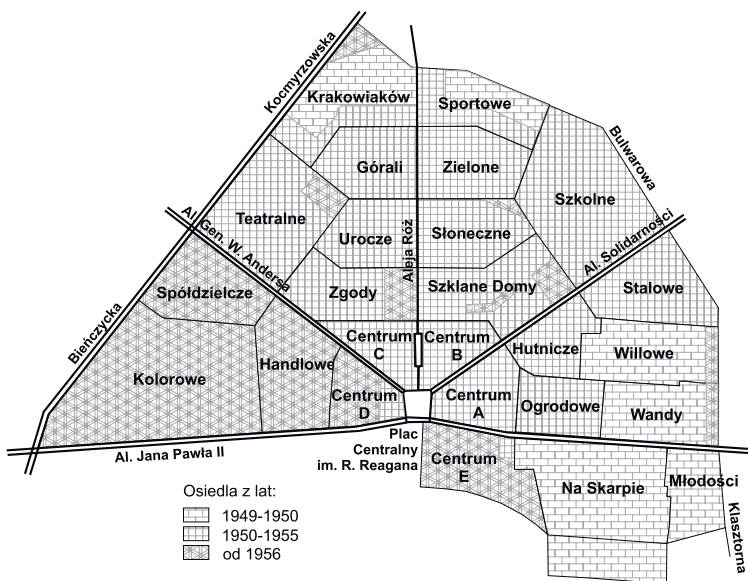 Kocmyrzowska
Krakowiaków
Sportowe
Bulwarowa
Górali
Zielone
Szkolne
Teatralne
Al. Gen. W. Andersa
Urocze
Aleja Róż
Słoneczne
Al. Solidarności
Spółdzielcze
Zgody
Szklane Domy
Stalowe
Bieńczycka
Centrum
C
Centrum
B
Hutnicze
Willowe
Kolorowe
Handlowe
Centrum
D
Centrum
A
Ogrodowe
Wandy
Al. Jana Pawła II
Plac
Centralny
im. R. Reagana
Centrum
E
Na Skarpie
Młodości
Klasztorna
Osiedla z lat:
1949-1950
1950-1955
od 1956